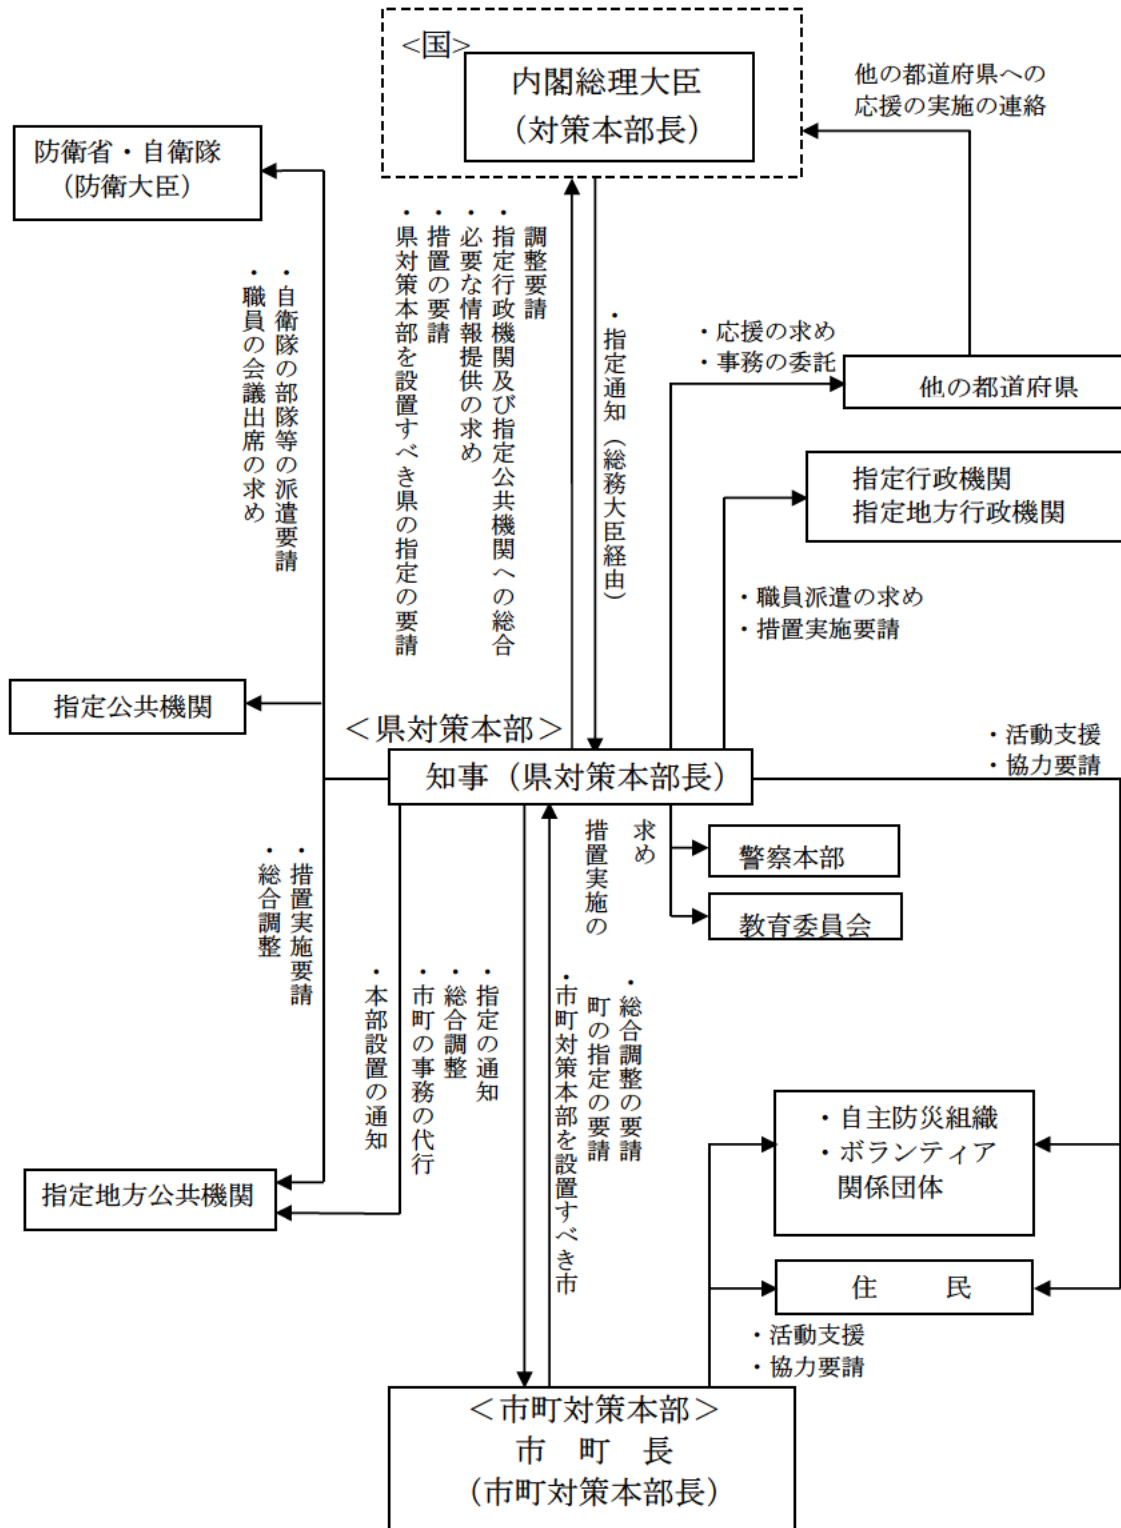 <国>
内閣総理大臣
（対策本部長）
他の都道府県への
応援の実施の連絡
防衛省・自衛隊
（防衛大臣）
・自衛隊の部隊等の派遣要請
・職員の会議出席の求め
調整要請
・指定行政機関及び指定公共機関への総合
・必要な情報提供の求め
・措置の要請
・県対策本部を設置すべき県の指定の要請
・指定通知（総務大臣経由）
・応援の求め
・事務の委託
他の都道府県
指定行政機関
指定地方行政機関
・職員派遣の求め
・措置実施要請
指定公共機関
＜県対策本部＞
知事（県対策本部長）
・活動支援
・協力要請
求め
措置実施の
警察本部
教育委員会
・措置実施要請
・総合調整
・指定の通知
・総合調整
・市町の事務の代行
・本部設置の通知
・総合調整の要請
町の指定の要請
・市町対策本部を設置すべき市
指定地方公共機関
・自主防災組織
・ボランティア
関係団体
住　民
・活動支援
・協力要請
＜市町対策本部＞
市　町　長
（市町対策本部長）